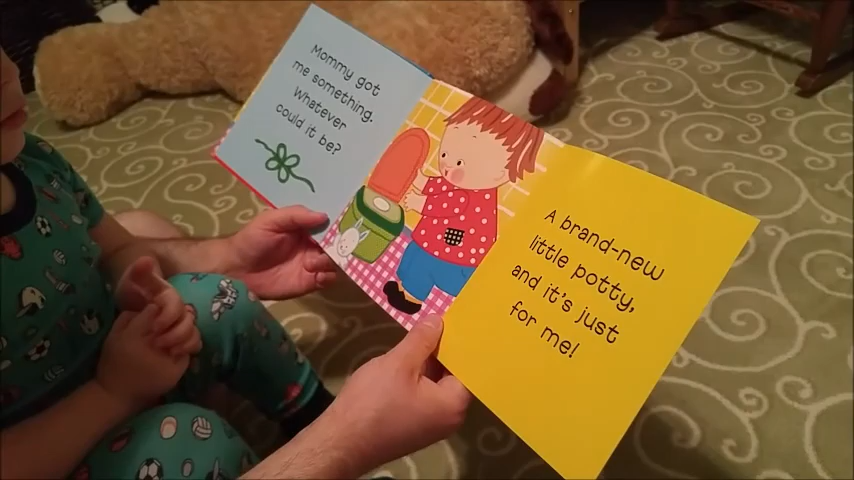 Mommy got
me something.
Whatever
could it be?
A brand-new
little potty,
and it's just
for me!